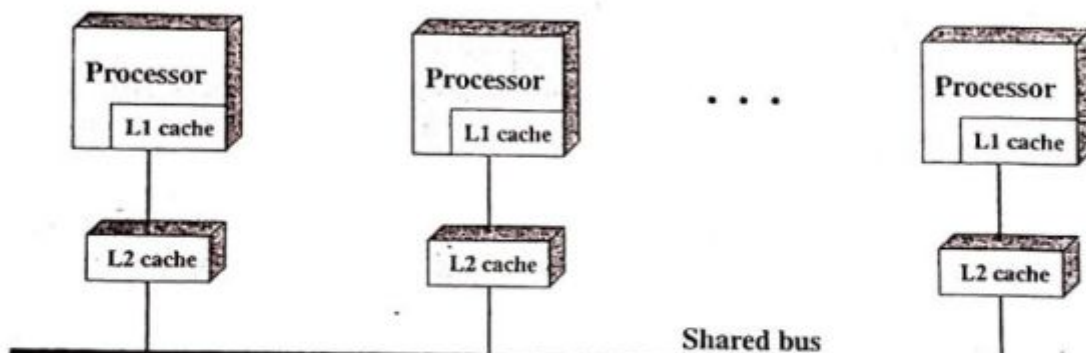 Processor
L1 cache
L2 cache
Processor
L1 cache
L2 cache
. . .
Processor
L1 cache
L2 cache
Shared bus